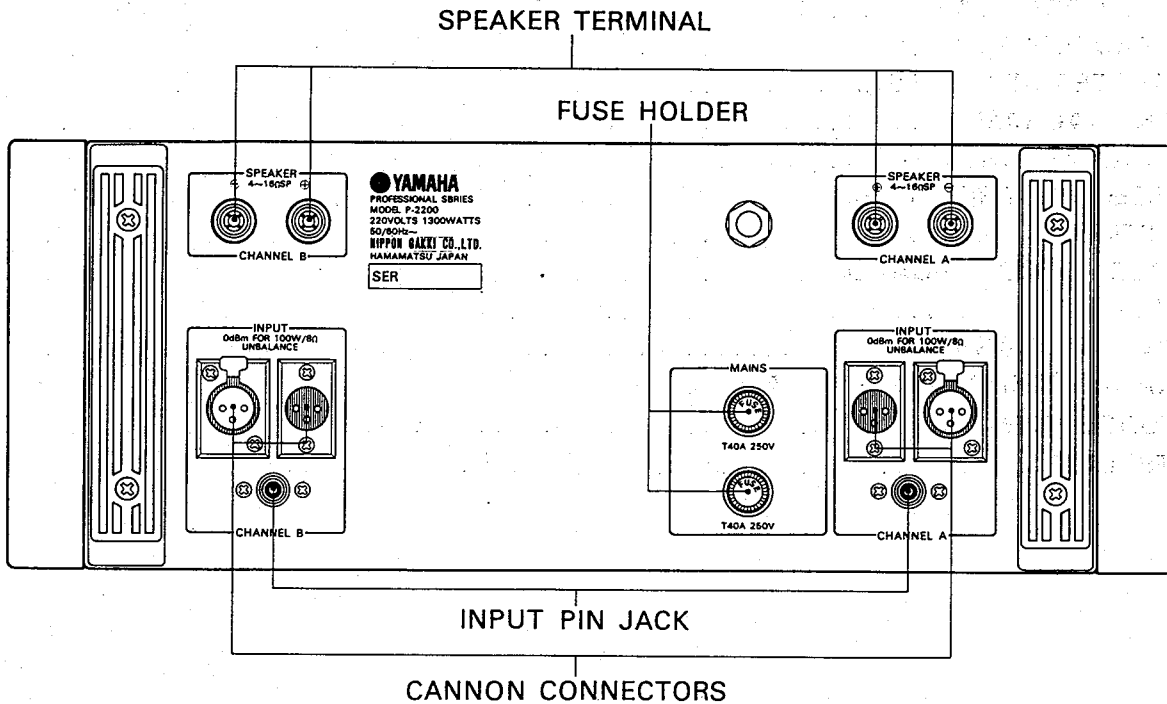 SPEAKER TERMINAL
FUSE HOLDER
SPEAKER
4~16ΩSP
CHANNEL B
YAMAHA
PROFESSIONAL SBRIES
MODEL P-2200
220VOLTS 1300WATTS
50/60Hz~
NIPPON GAKKI CO.,LTD.
HAMAMATSU JAPAN
SER
SPEAKER
4~16ΩSP
CHANNEL A
INPUT
0dBm FOR 100W/8Ω
UNBALANCE
CHANNEL B
MAINS
FUSE
T40A 250V
FUSE
T40A 250V
INPUT
0dBm FOR 100W/8Ω
UNBALANCE
CHANNEL A
INPUT PIN JACK
CANNON CONNECTORS